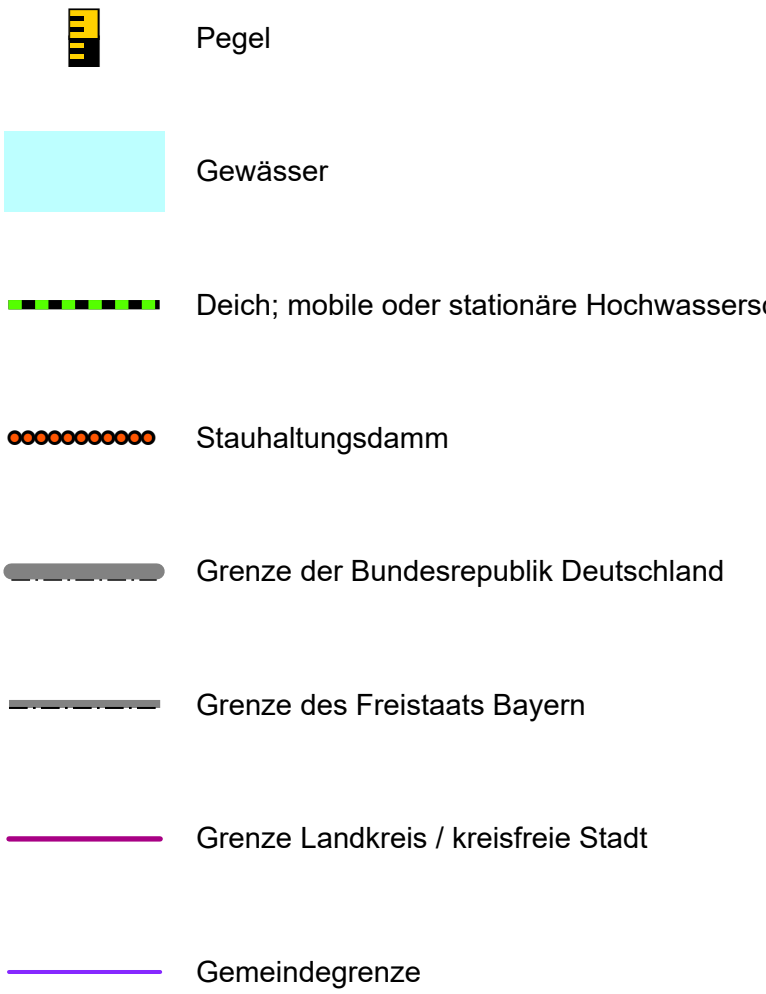 Pegel
Gewässer
Deich; mobile oder stationäre
Stauhaltungsdamm
Grenze der Bundesrepublik Deutschland
Grenze des Freistaats Bayern
Grenze Landkreis / kreisfreie Stadt
Gemeindegrenze